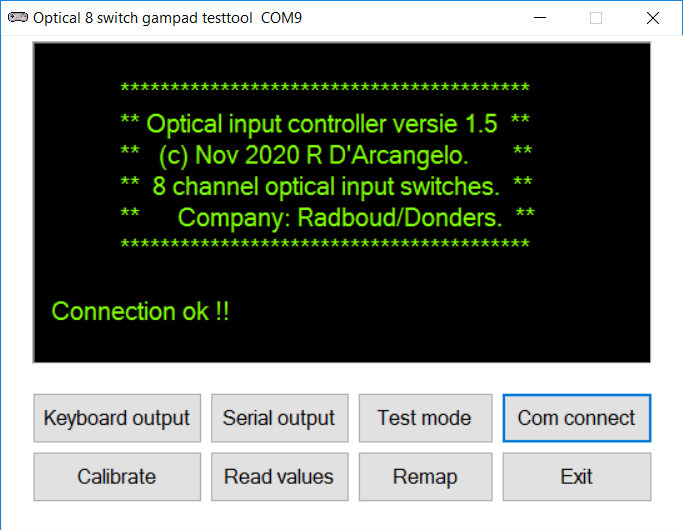 Optical 8 switch gampad testtool COM9
*****************************************
** Optical input controller versie 1.5 **
** (c) Nov 2020 R D'Arcangelo. **
** 8 channel optical input switches. **
** Company: Radboud/Donders. **
*****************************************
Connection ok !!
Keyboard output Serial output Test mode Com connect
Calibrate Read values Remap Exit